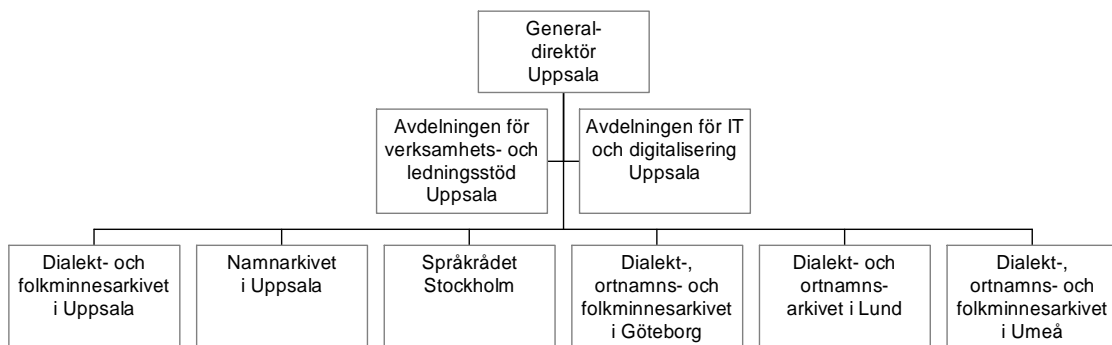 General-
direktör
Uppsala
Avdelningen för
verksamhets- och
ledningsstöd
Uppsala
Avdelningen för IT
och digitalisering
Uppsala
Dialekt- och
folkminnesarkivet
i Uppsala
Namnarkivet
i Uppsala
Språkrådet
Stockholm
Dialekt-,
ortnamns- och
folkminnesarkivet
i Göteborg
Dialekt- och
ortnamns-
arkivet i Lund
Dialekt-,
ortnamns- och
folkminnesarkivet
i Umeå